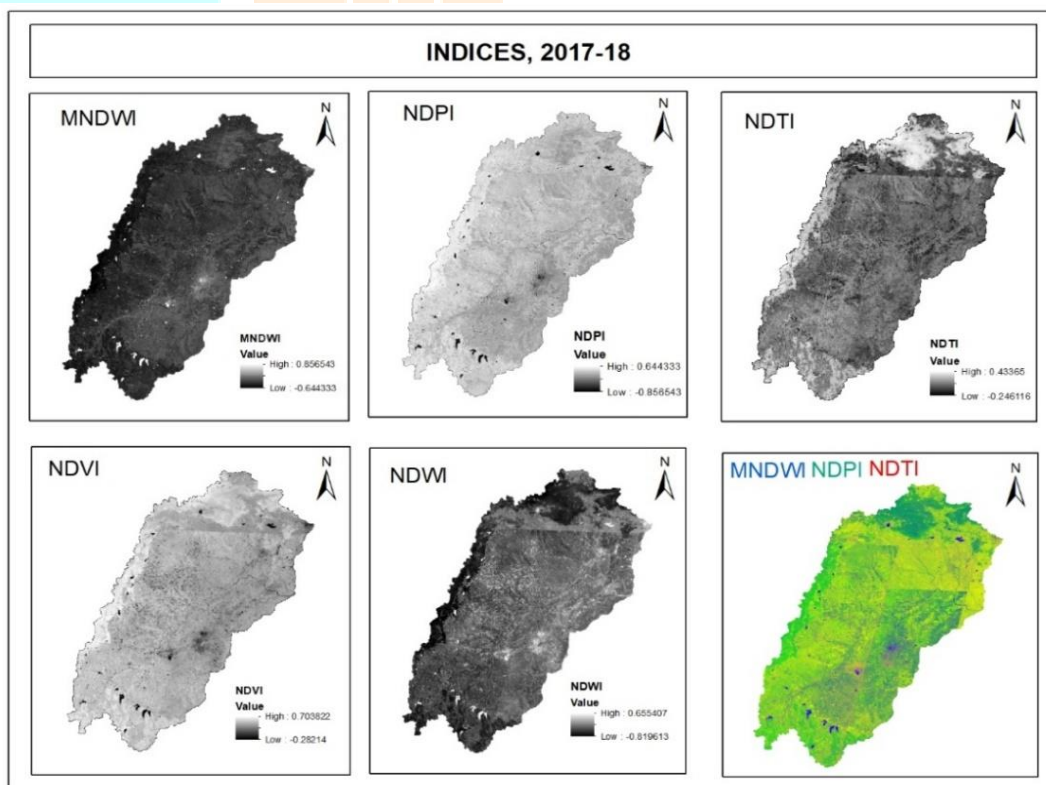 INDICES, 2017-18
MNDWI
N
MNDWI
Value
High : 0.856543
Low : -0.644333
NDPI
N
NDPI
Value
High : 0.644333
Low : -0.856543
NDTI
N
NDTI
Value
High : 0.43365
Low : -0.246116
NDVI
N
NDVI
Value
High : 0.703822
Low : -0.28214
NDWI
N
NDWI
Value
High : 0.655407
Low : -0.819613
MNDWI NDPI NDTI
N